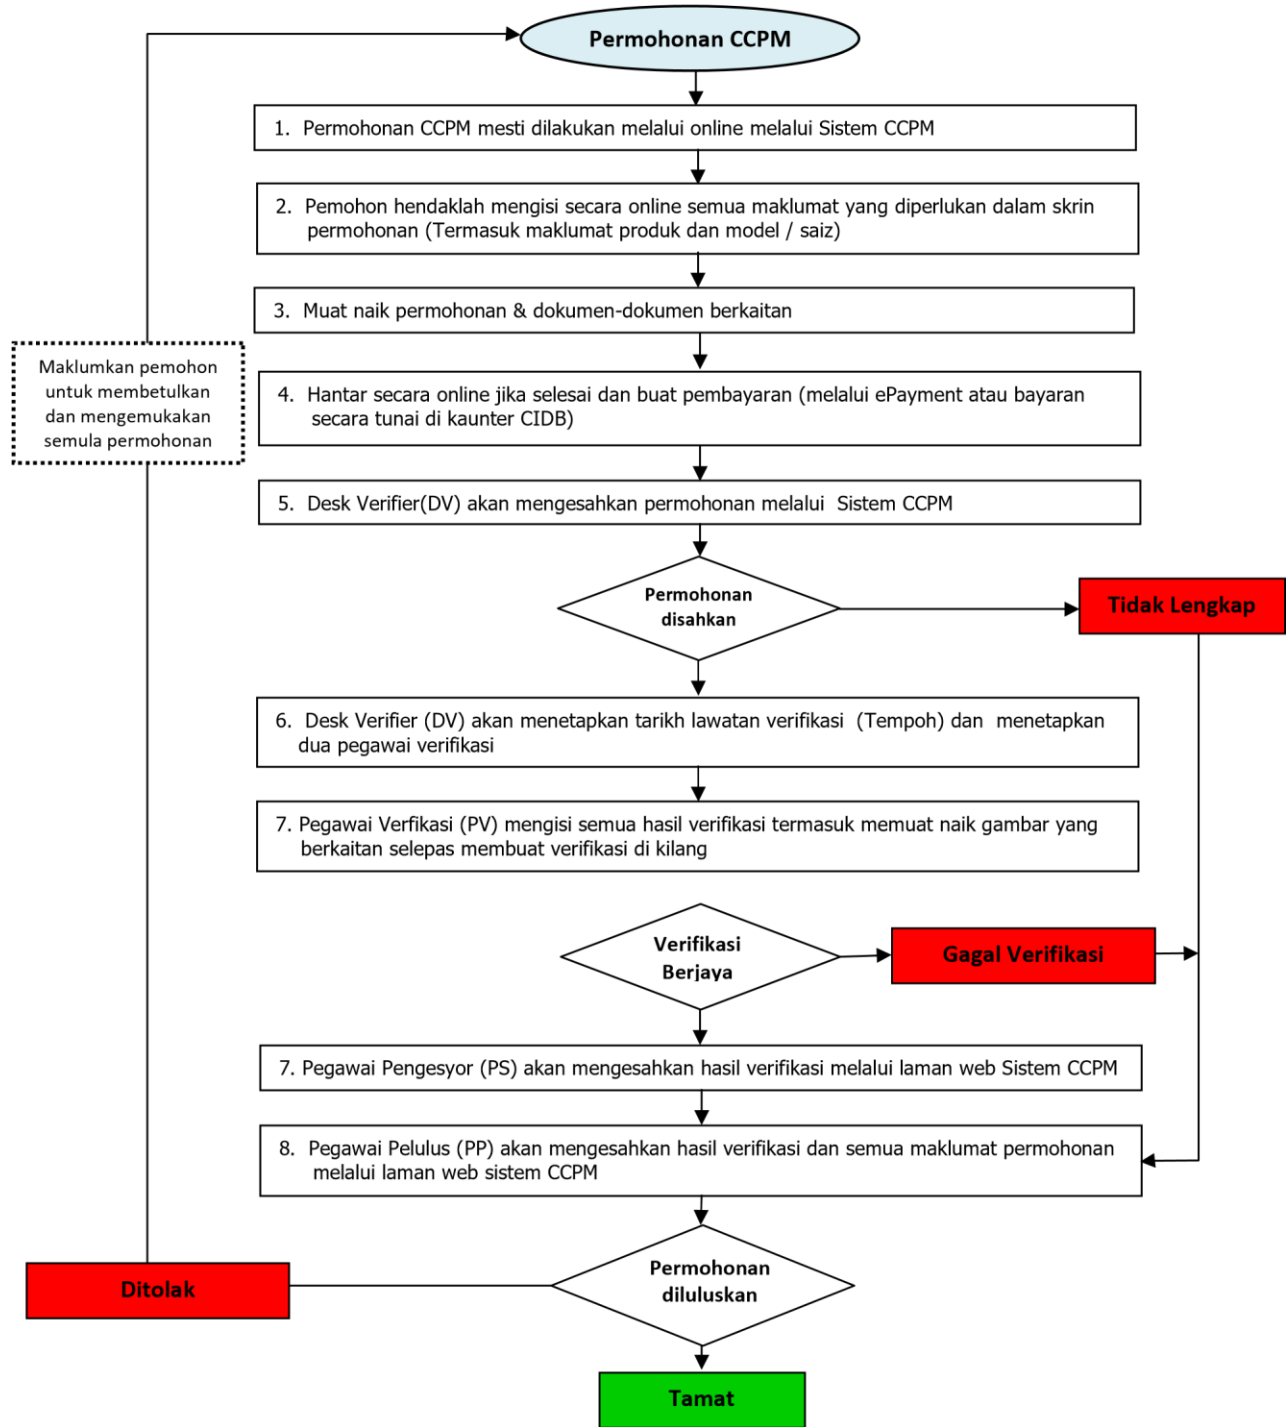 Permohonan CCPM
1. Permohonan CCPM mesti dilakukan melalui online melalui Sistem CCPM
2. Pemohon hendaklah mengisi secara online semua maklumat yang diperlukan dalam skrin
permohonan (Termasuk maklumat produk dan model / saiz)
3. Muat naik permohonan & dokumen-dokumen berkaitan
Maklumkan pemohon
untuk membetulkan
dan mengemukakan
semula permohonan
4. Hantar secara online jika selesai dan buat pembayaran (melalui ePayment atau bayaran
secara tunai di kaunter CIDB)
5. Desk Verifier(DV) akan mengesahkan permohonan melalui Sistem CCPM
Permohonan
disahkan
Tidak Lengkap
6. Desk Verifier (DV) akan menetapkan tarikh lawatan verifikasi (Tempoh) dan menetapkan
dua pegawai verifikasi
7. Pegawai Verfikasi (PV) mengisi semua hasil verifikasi termasuk memuat naik gambar yang
berkaitan selepas membuat verifikasi di kilang
Verifikasi
Berjaya
Gagal Verifikasi
7. Pegawai Pengesyor (PS) akan mengesahkan hasil verifikasi melalui laman web Sistem CCPM
8. Pegawai Pelulus (PP) akan mengesahkan hasil verifikasi dan semua maklumat permohonan
melalui laman web sistem CCPM
Permohonan
diluluskan
Ditolak
Tamat